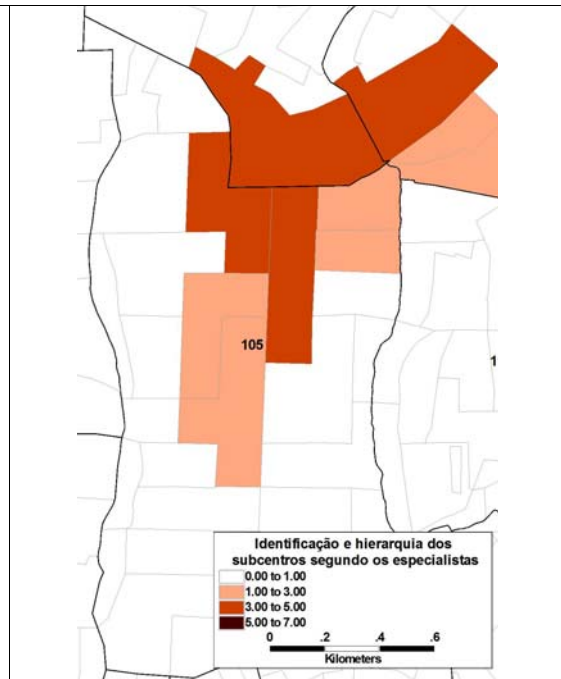 105
1
Identificação e hierarquia dos
subcentros segundo os especialistas
0.00 to 1.00
1.00 to 3.00
3.00 to 5.00
5.00 to 7.00
0 .2 .4 .6
Kilometers